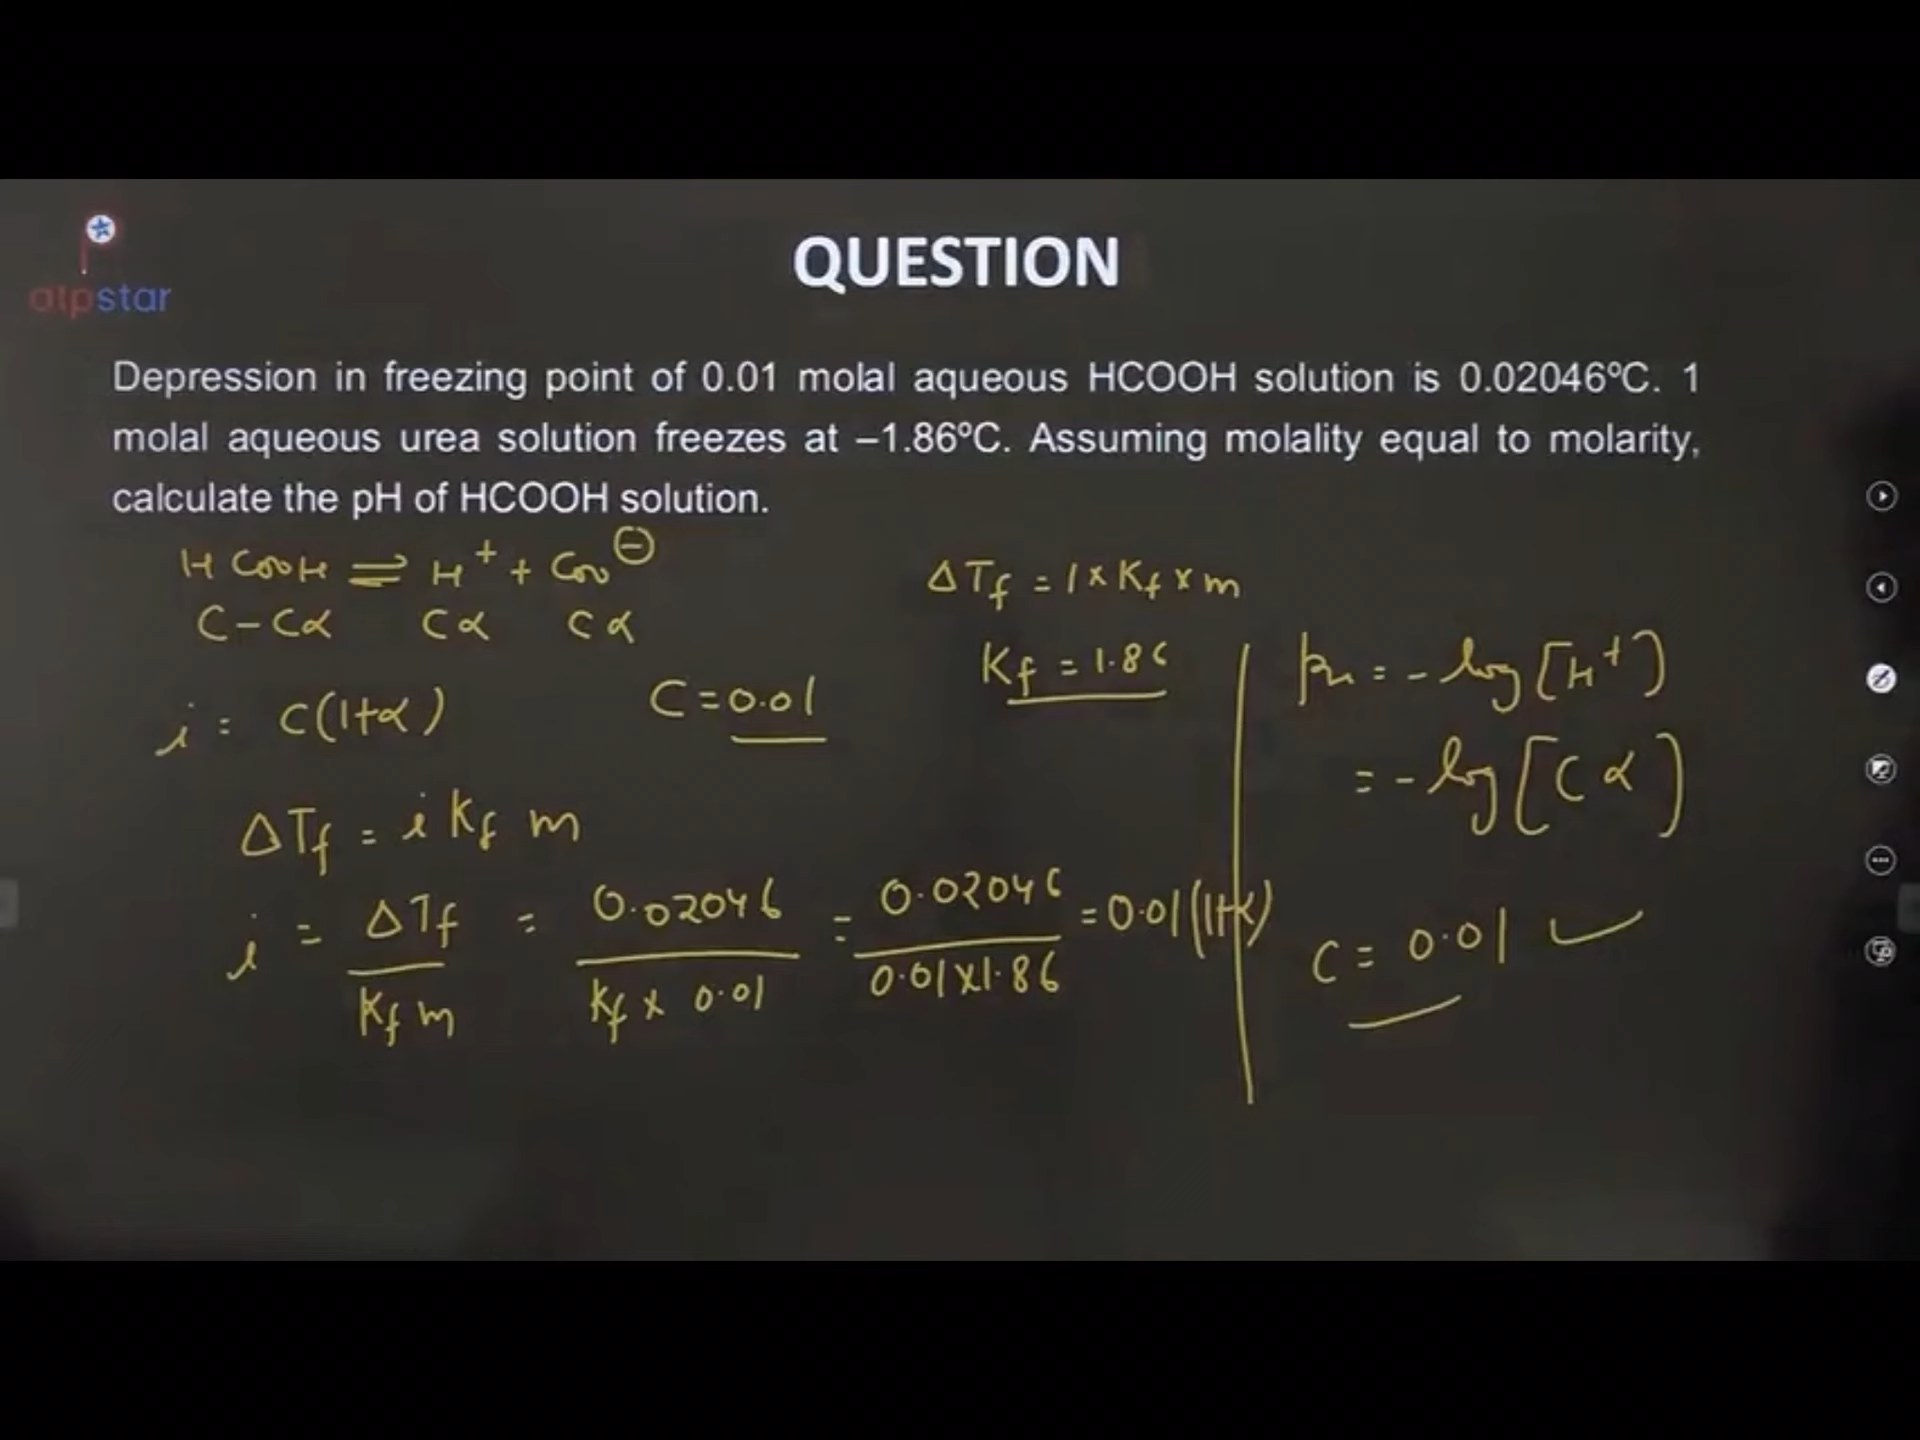 atpstar
QUESTION
Depression in freezing point of 0.01 molal aqueous HCOOH solution is 0.02046ºC. 1
molal aqueous urea solution freezes at –1.86ºC. Assuming molality equal to molarity,
calculate the pH of HCOOH solution.
H COOH ⇌ H⁺ + COO⊖
C – Cα Cα Cα
i = C(1+α) C = 0.01
ΔTf = 1 × Kf × m
Kf = 1.86
ΔTf = i Kf m
i = ΔTf / Kf m = 0.02046 / Kf × 0.01 = 0.02046 / 0.01×1.86 = 0.01(1+α)
pH = - log [H⁺]
= - log [Cα]
C = 0.01 ✓